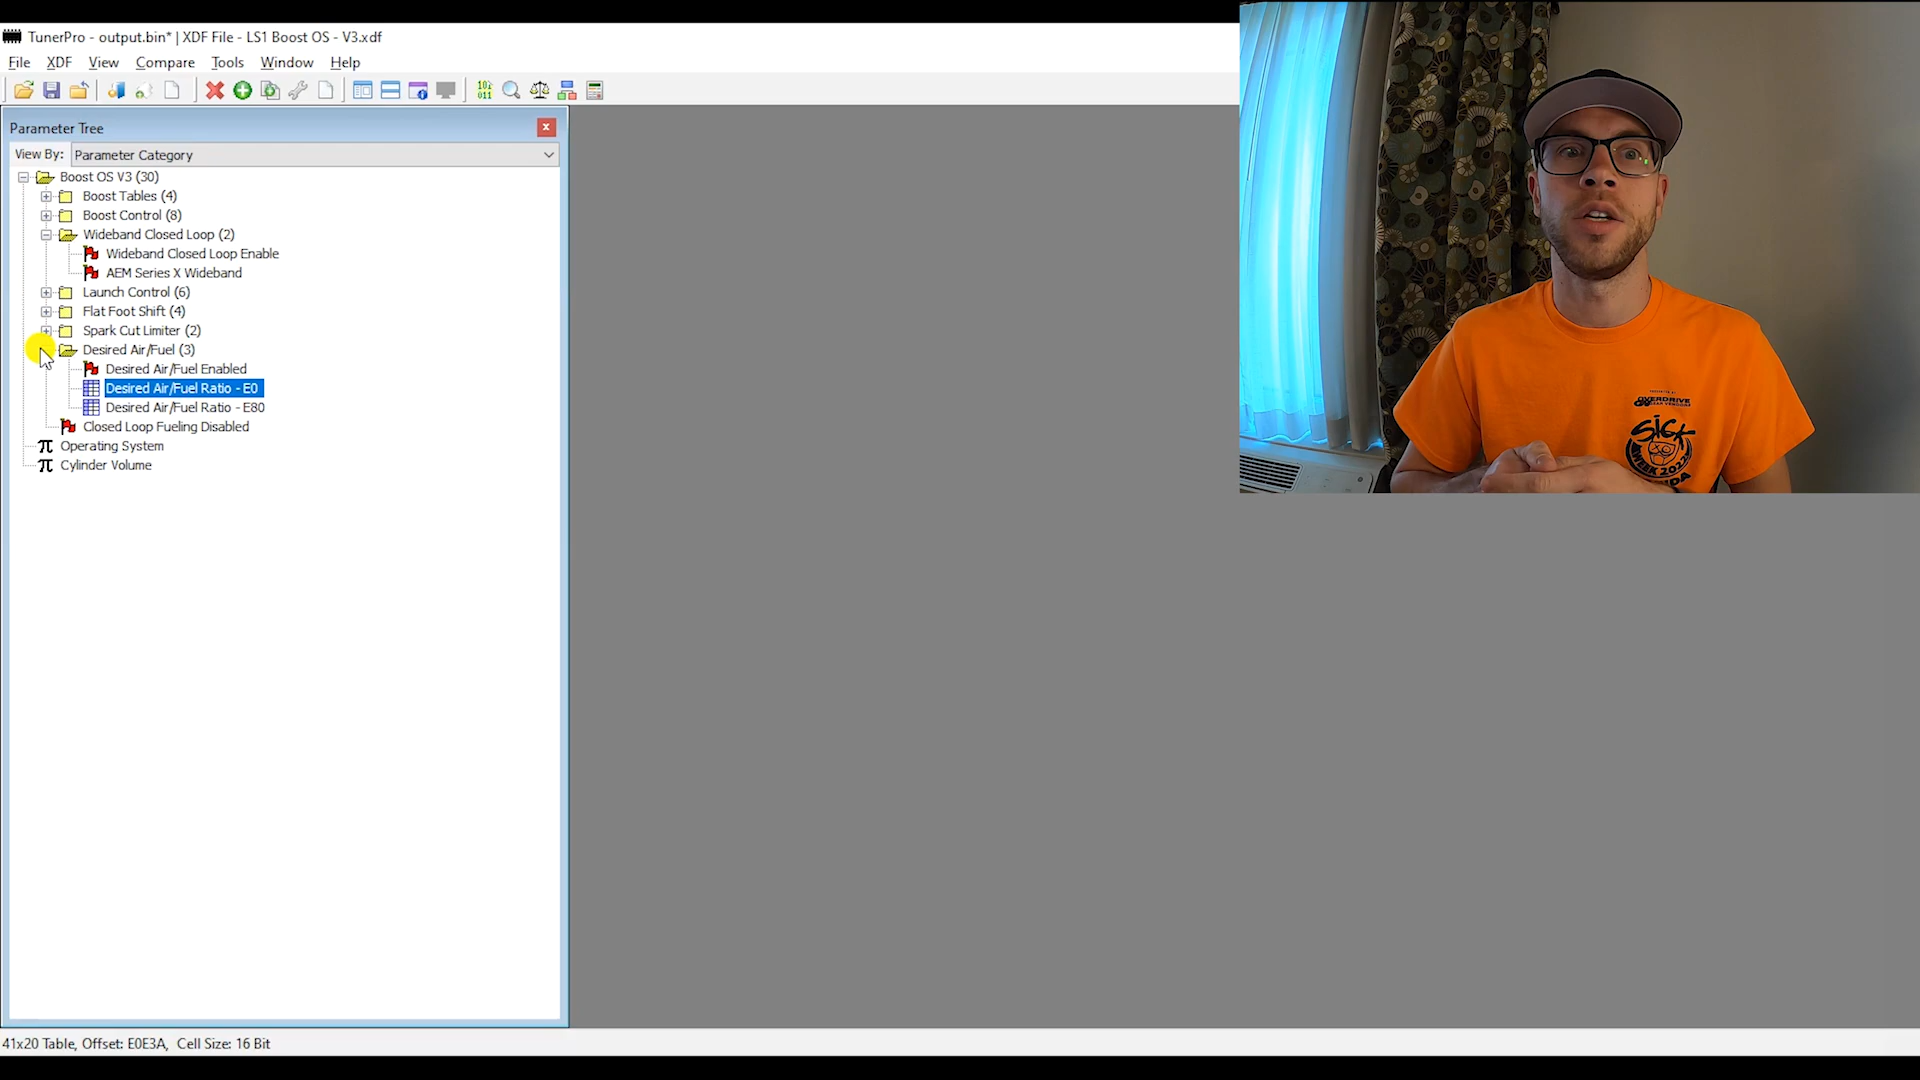 TunerPro - output.bin* | XDF File - LS1 Boost OS - V3.xdf
File XDF View Compare Tools Window Help
Parameter Tree
View By: Parameter Category
Boost OS V3 (30)
Boost Tables (4)
Boost Control (8)
Wideband Closed Loop (2)
Wideband Closed Loop Enable
AEM Series X Wideband
Launch Control (6)
Flat Foot Shift (4)
Spark Cut Limiter (2)
Desired Air/Fuel (3)
Desired Air/Fuel Enabled
Desired Air/Fuel Ratio - E0
Desired Air/Fuel Ratio - E80
Closed Loop Fueling Disabled
Operating System
Cylinder Volume
41x20 Table, Offset: E0E3A, Cell Size: 16 Bit
OVERDRIVE
SICK
WEEK 2022